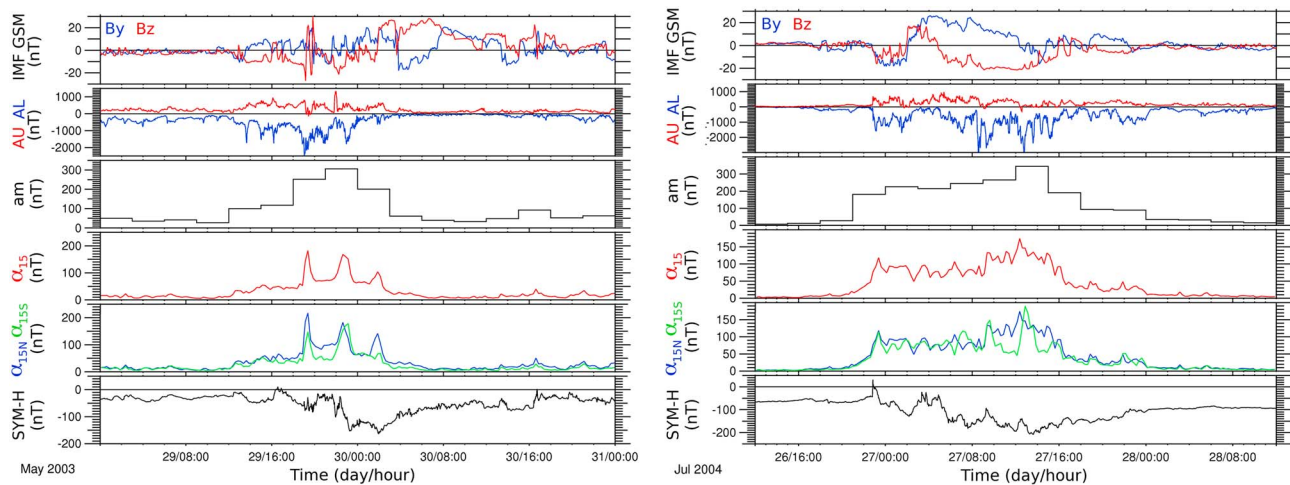 By Bz
IMF GSM
(nT)
20
0
-20
AU AL
(nT)
1000
0
-1000
-2000
am
(nT)
300
200
100
0
α15
(nT)
200
100
0
α15N α15S
(nT)
200
100
0
SYM-H
(nT)
0
-50
-100
-150
-200
29/08:00 29/16:00 30/00:00 30/08:00 30/16:00 31/00:00
May 2003
Time (day/hour)
By Bz
IMF GSM
(nT)
20
0
-20
AU AL
(nT)
1000
0
-1000
-2000
am
(nT)
300
200
100
0
α15
(nT)
150
100
50
0
α15N α15S
(nT)
150
100
50
0
SYM-H
(nT)
0
-100
-200
26/16:00 27/00:00 27/08:00 27/16:00 28/00:00 28/08:00
Jul 2004
Time (day/hour)